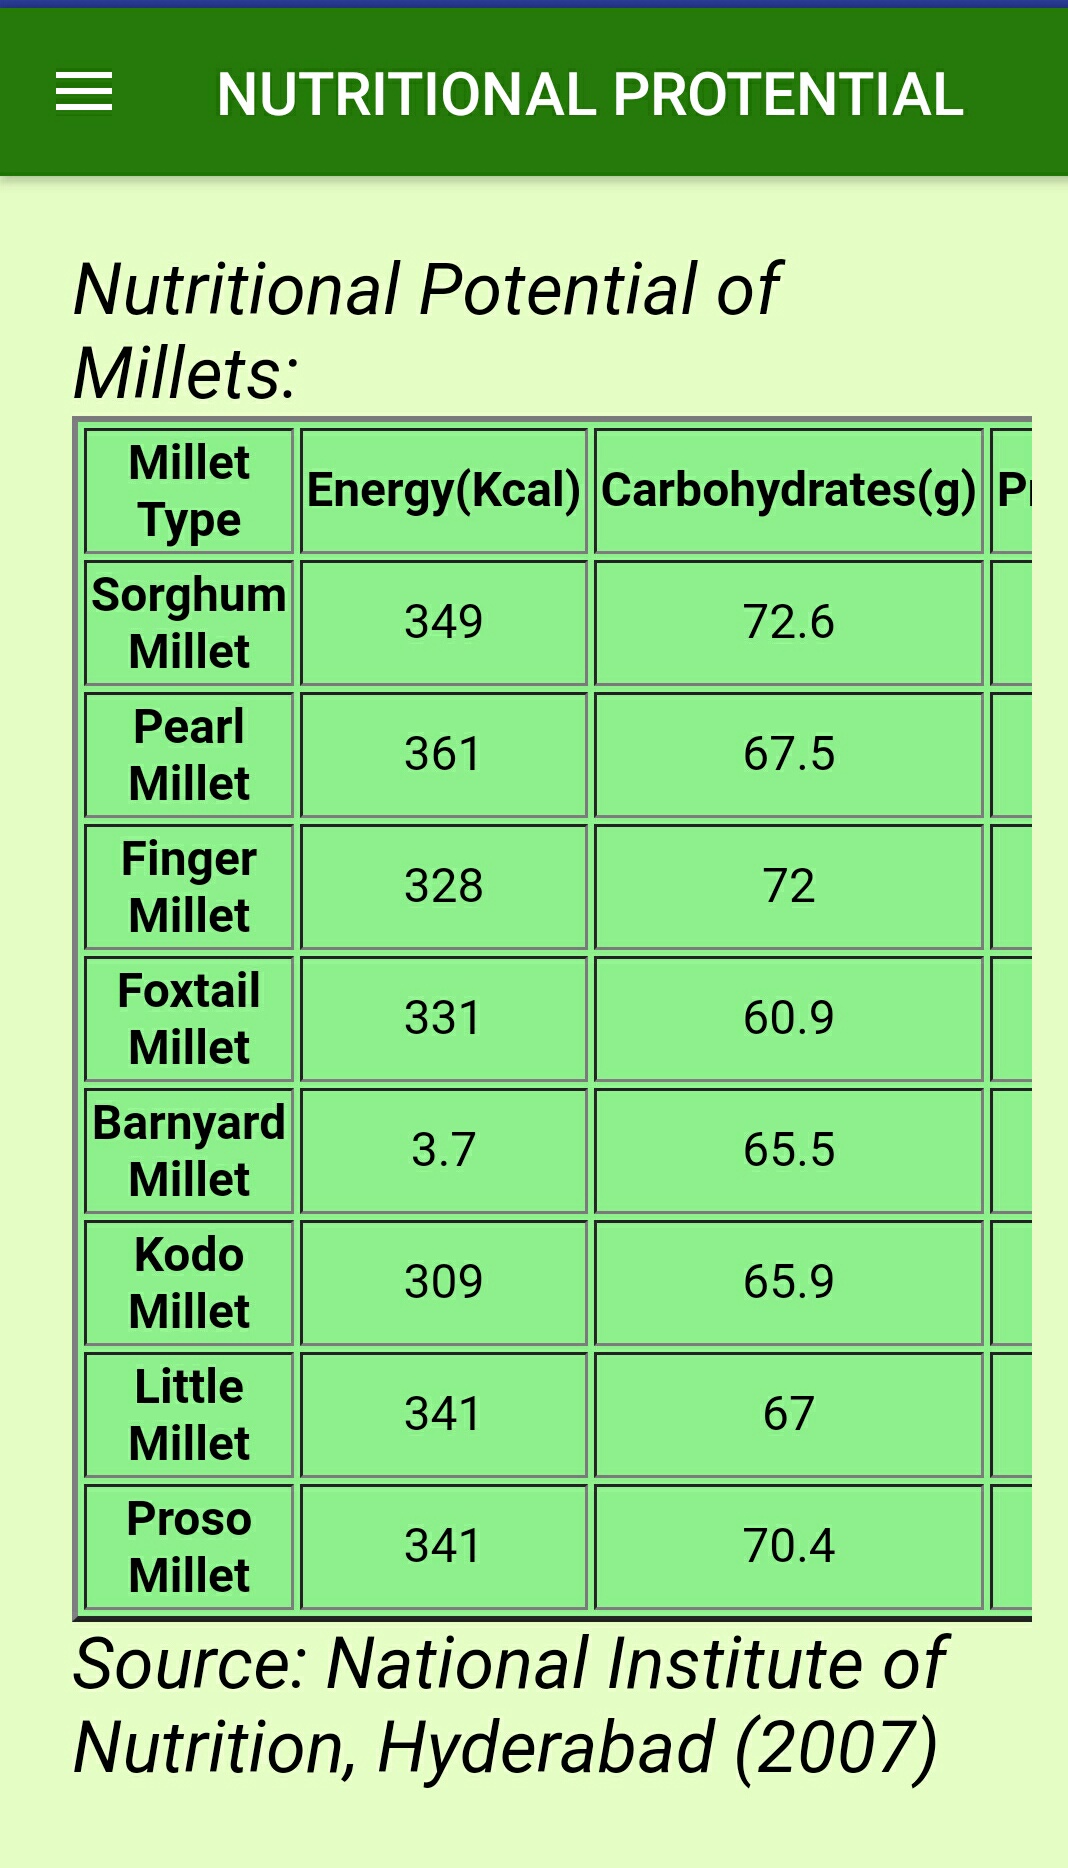 NUTRITIONAL PROTENTIAL
Nutritional Potential of
Millets:
Millet Type Energy(Kcal) Carbohydrates(g)
Sorghum Millet 349 72.6
Pearl Millet 361 67.5
Finger Millet 328 72
Foxtail Millet 331 60.9
Barnyard Millet 3.7 65.5
Kodo Millet 309 65.9
Little Millet 341 67
Proso Millet 341 70.4
Source: National Institute of
Nutrition, Hyderabad (2007)